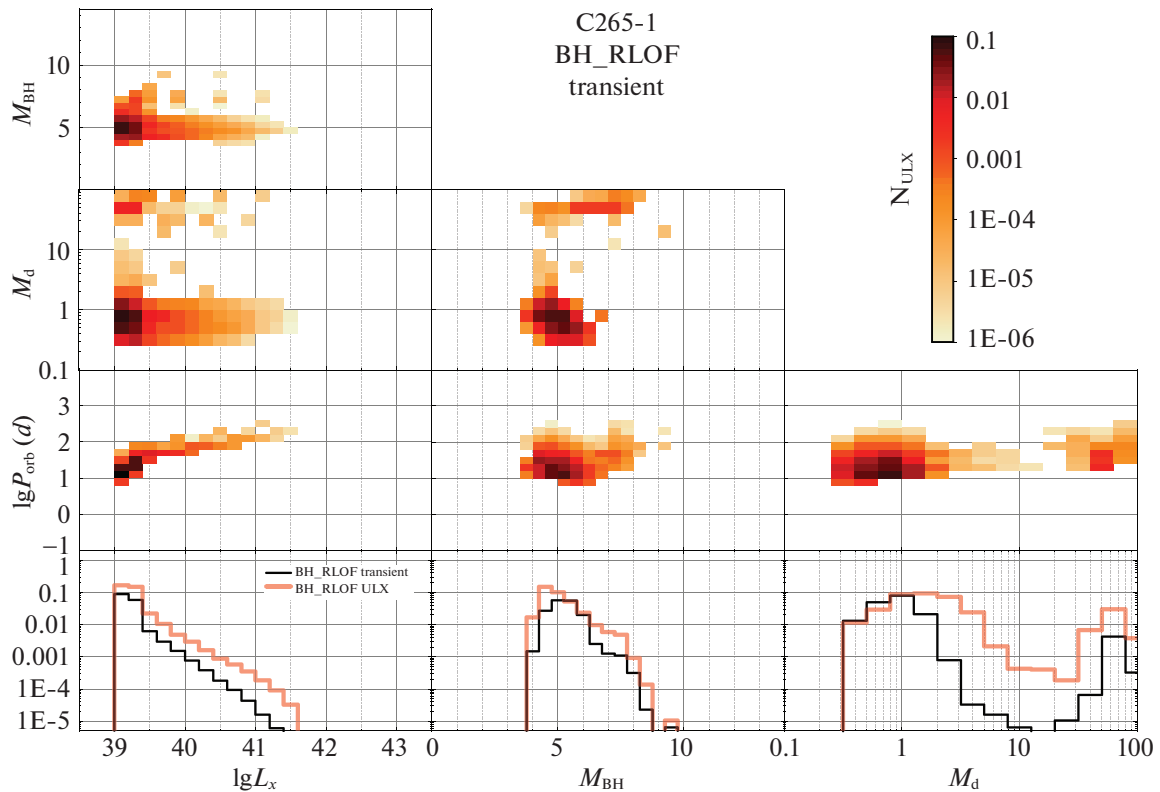 C265-1
BH_RLOF
transient
10
5
M_BH
0.1
0.01
0.001
1E-04
1E-05
1E-06
N_ULX
10
1
0.1
M_d
3
2
1
0
−1
lgP_orb (d)
1
0.1
0.01
0.001
1E-4
1E-5
BH_RLOF transient
BH_RLOF ULX
39 40 41 42 43
0 5 10
0.1 1 10 100
lgL_x
M_BH
M_d